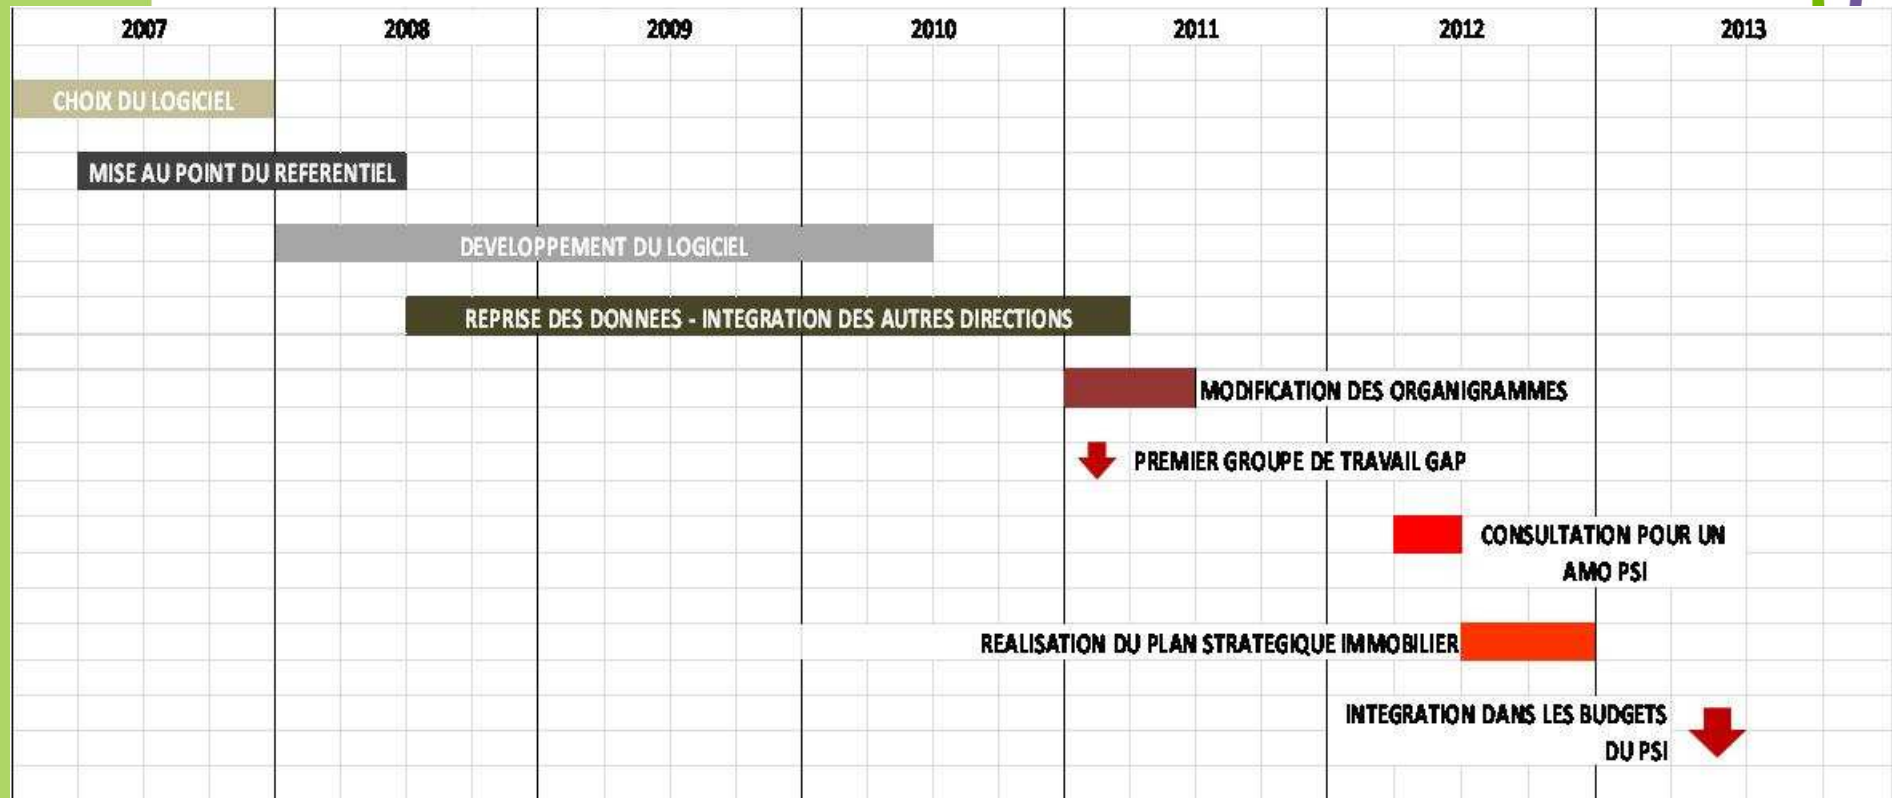 2007 2008 2009 2010 2011 2012 2013
CHOIX DU LOGICIEL
MISE AU POINT DU REFERENTIEL
DEVELOPPEMENT DU LOGICIEL
REPRISE DES DONNEES - INTEGRATION DES AUTRES DIRECTIONS
MODIFICATION DES ORGANIGRAMMES
PREMIER GROUPE DE TRAVAIL GAP
CONSULTATION POUR UN
AMO PSI
REALISATION DU PLAN STRATEGIQUE IMMOBILIER
INTEGRATION DANS LES BUDGETS
DU PSI